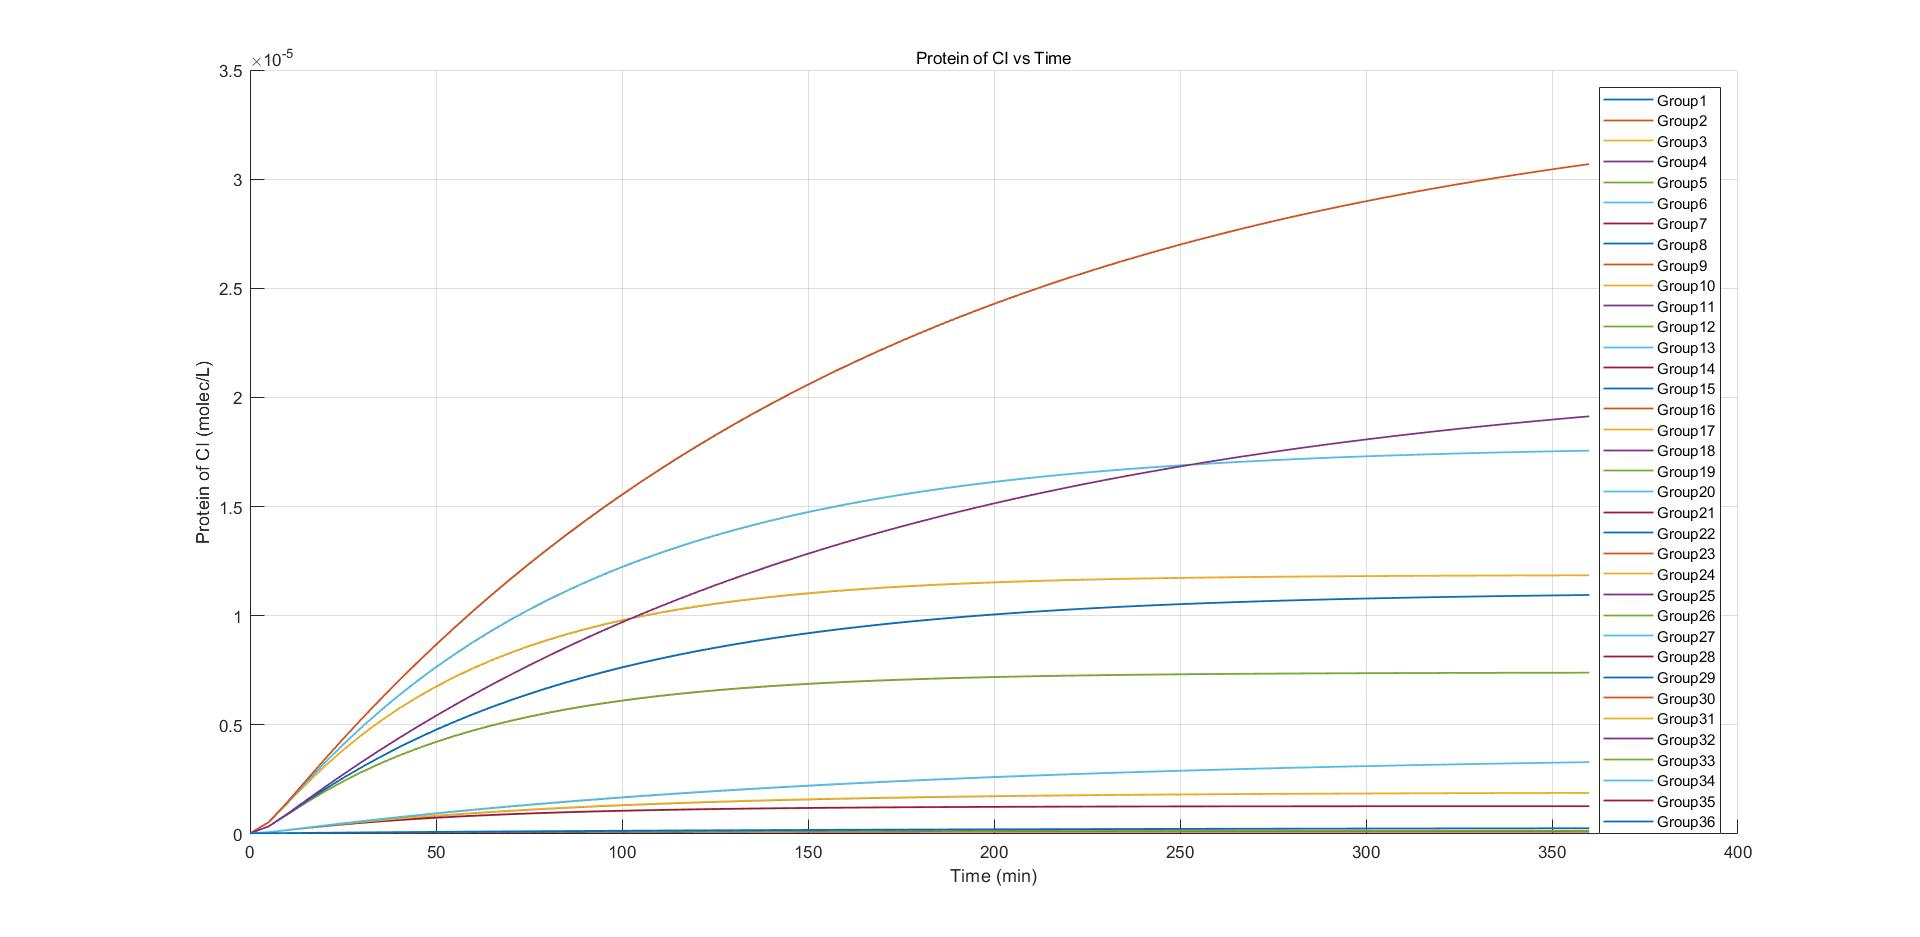 Protein of CI vs Time
×10-5
3.5
3
2.5
2
1.5
1
0.5
0
Protein of CI (molec/L)
0 50 100 150 200 250 300 350 400
Time (min)
Group1
Group2
Group3
Group4
Group5
Group6
Group7
Group8
Group9
Group10
Group11
Group12
Group13
Group14
Group15
Group16
Group17
Group18
Group19
Group20
Group21
Group22
Group23
Group24
Group25
Group26
Group27
Group28
Group29
Group30
Group31
Group32
Group33
Group34
Group35
Group36